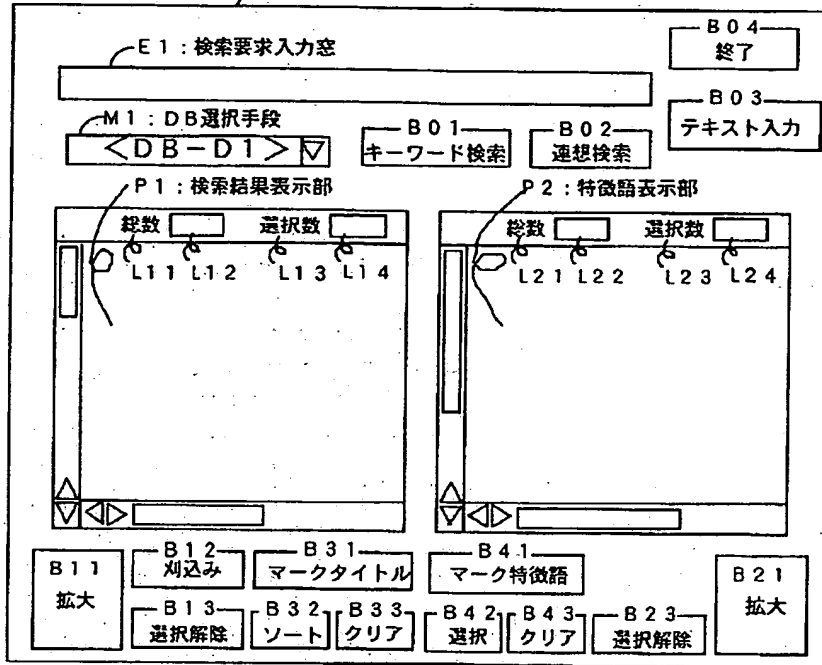 E1:検索要求入力窓
B04
終了
M1:DB選択手段
<DB-D1>▽
B01
キーワード検索
B02
連想検索
B03
テキスト入力
P1:検索結果表示部
P2:特徴語表示部
総数 選択数
L11 L12 L13 L14
総数 選択数
L21 L22 L23 L24
B11
拡大
B12
刈込み
B31
マークタイトル
B41
マーク特徴語
B21
拡大
B13
選択解除
B32
ソート
B33
クリア
B42
選択
B43
クリア
B23
選択解除